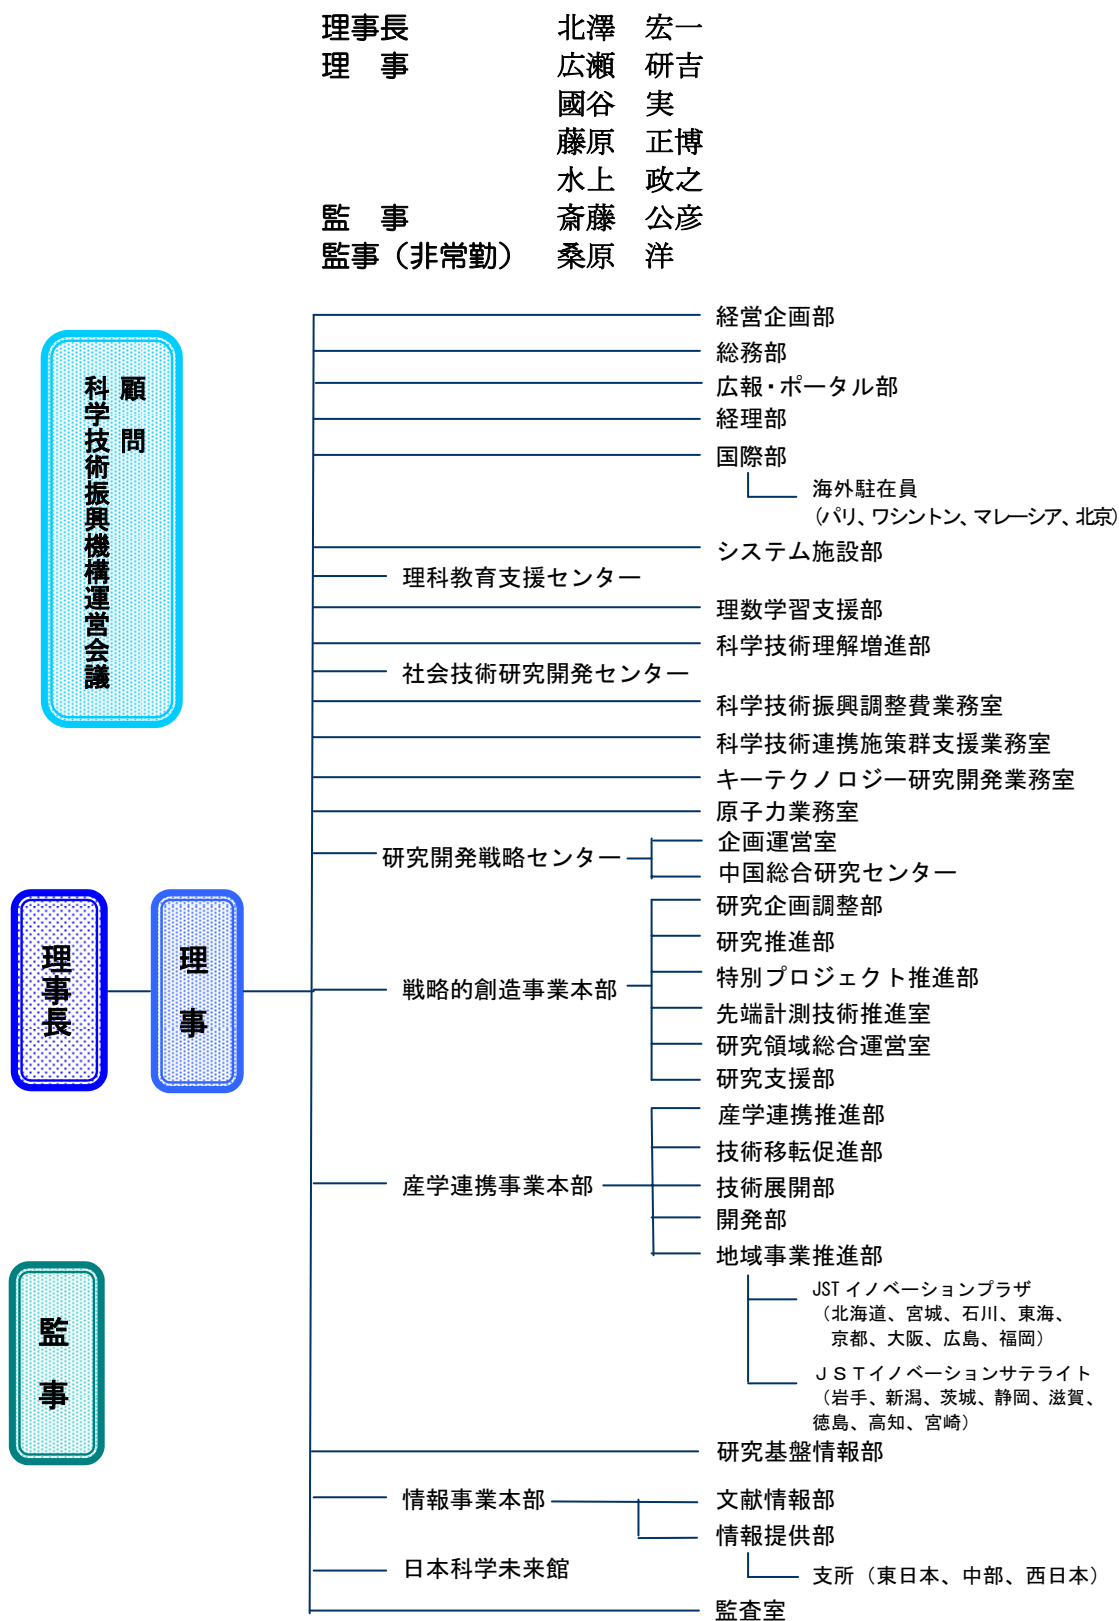 理事長　北澤　宏一
理　事　広瀬　研吉
國谷　実
藤原　正博
水上　政之
監　事　斎藤　公彦
監事（非常勤）　桑原　洋
顧　問
科学技術振興機構運営会議
理事長
理　事
監　事
経営企画部
総務部
広報・ポータル部
経理部
国際部
海外駐在員
（パリ、ワシントン、マレーシア、北京）
システム施設部
理科教育支援センター
理数学習支援部
科学技術理解増進部
社会技術研究開発センター
科学技術振興調整費業務室
科学技術連携施策群支援業務室
キーテクノロジー研究開発業務室
原子力業務室
研究開発戦略センター
企画運営室
中国総合研究センター
戦略的創造事業本部
研究企画調整部
研究推進部
特別プロジェクト推進部
先端計測技術推進室
研究領域総合運営室
研究支援部
産学連携事業本部
産学連携推進部
技術移転促進部
技術展開部
開発部
地域事業推進部
JSTイノベーションプラザ
（北海道、宮城、石川、東海、
京都、大阪、広島、福岡）
ＪＳＴイノベーションサテライト
（岩手、新潟、茨城、静岡、滋賀、
徳島、高知、宮崎）
研究基盤情報部
情報事業本部
文献情報部
情報提供部
支所（東日本、中部、西日本）
日本科学未来館
監査室